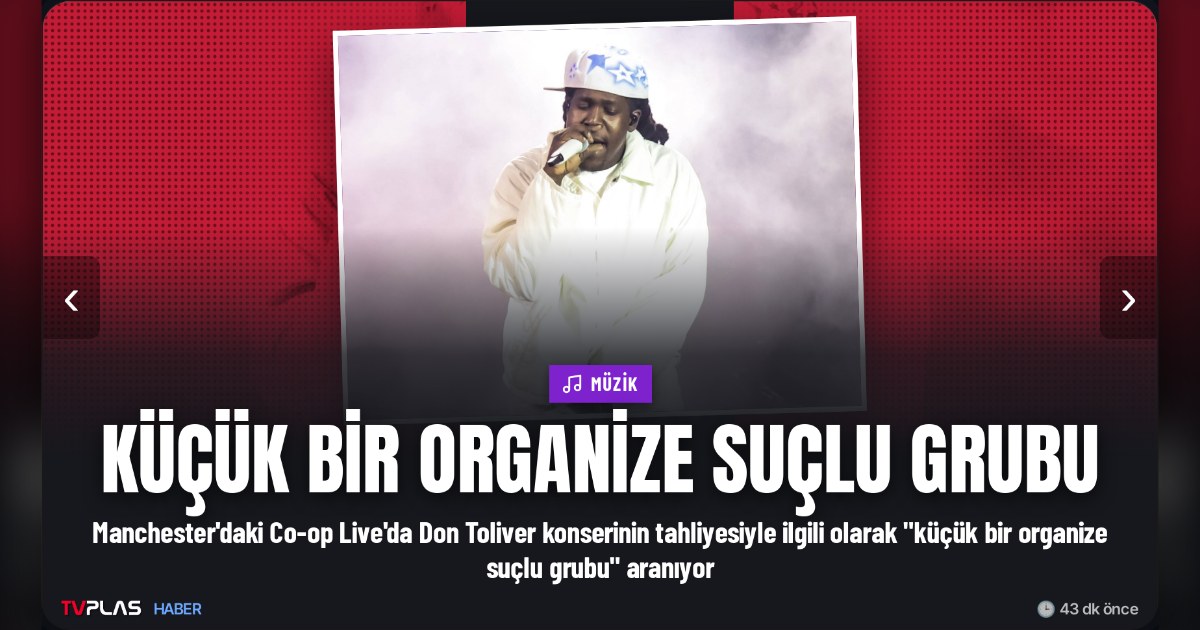 MÜZİK
KÜÇÜK BİR ORGANİZE SUÇLU GRUBU
Manchester'daki Co-op Live'da Don Toliver konserinin tahliyesiyle ilgili olarak "küçük bir organize
suçlu grubu" aranıyor
TVPLAS HABER
43 dk önce